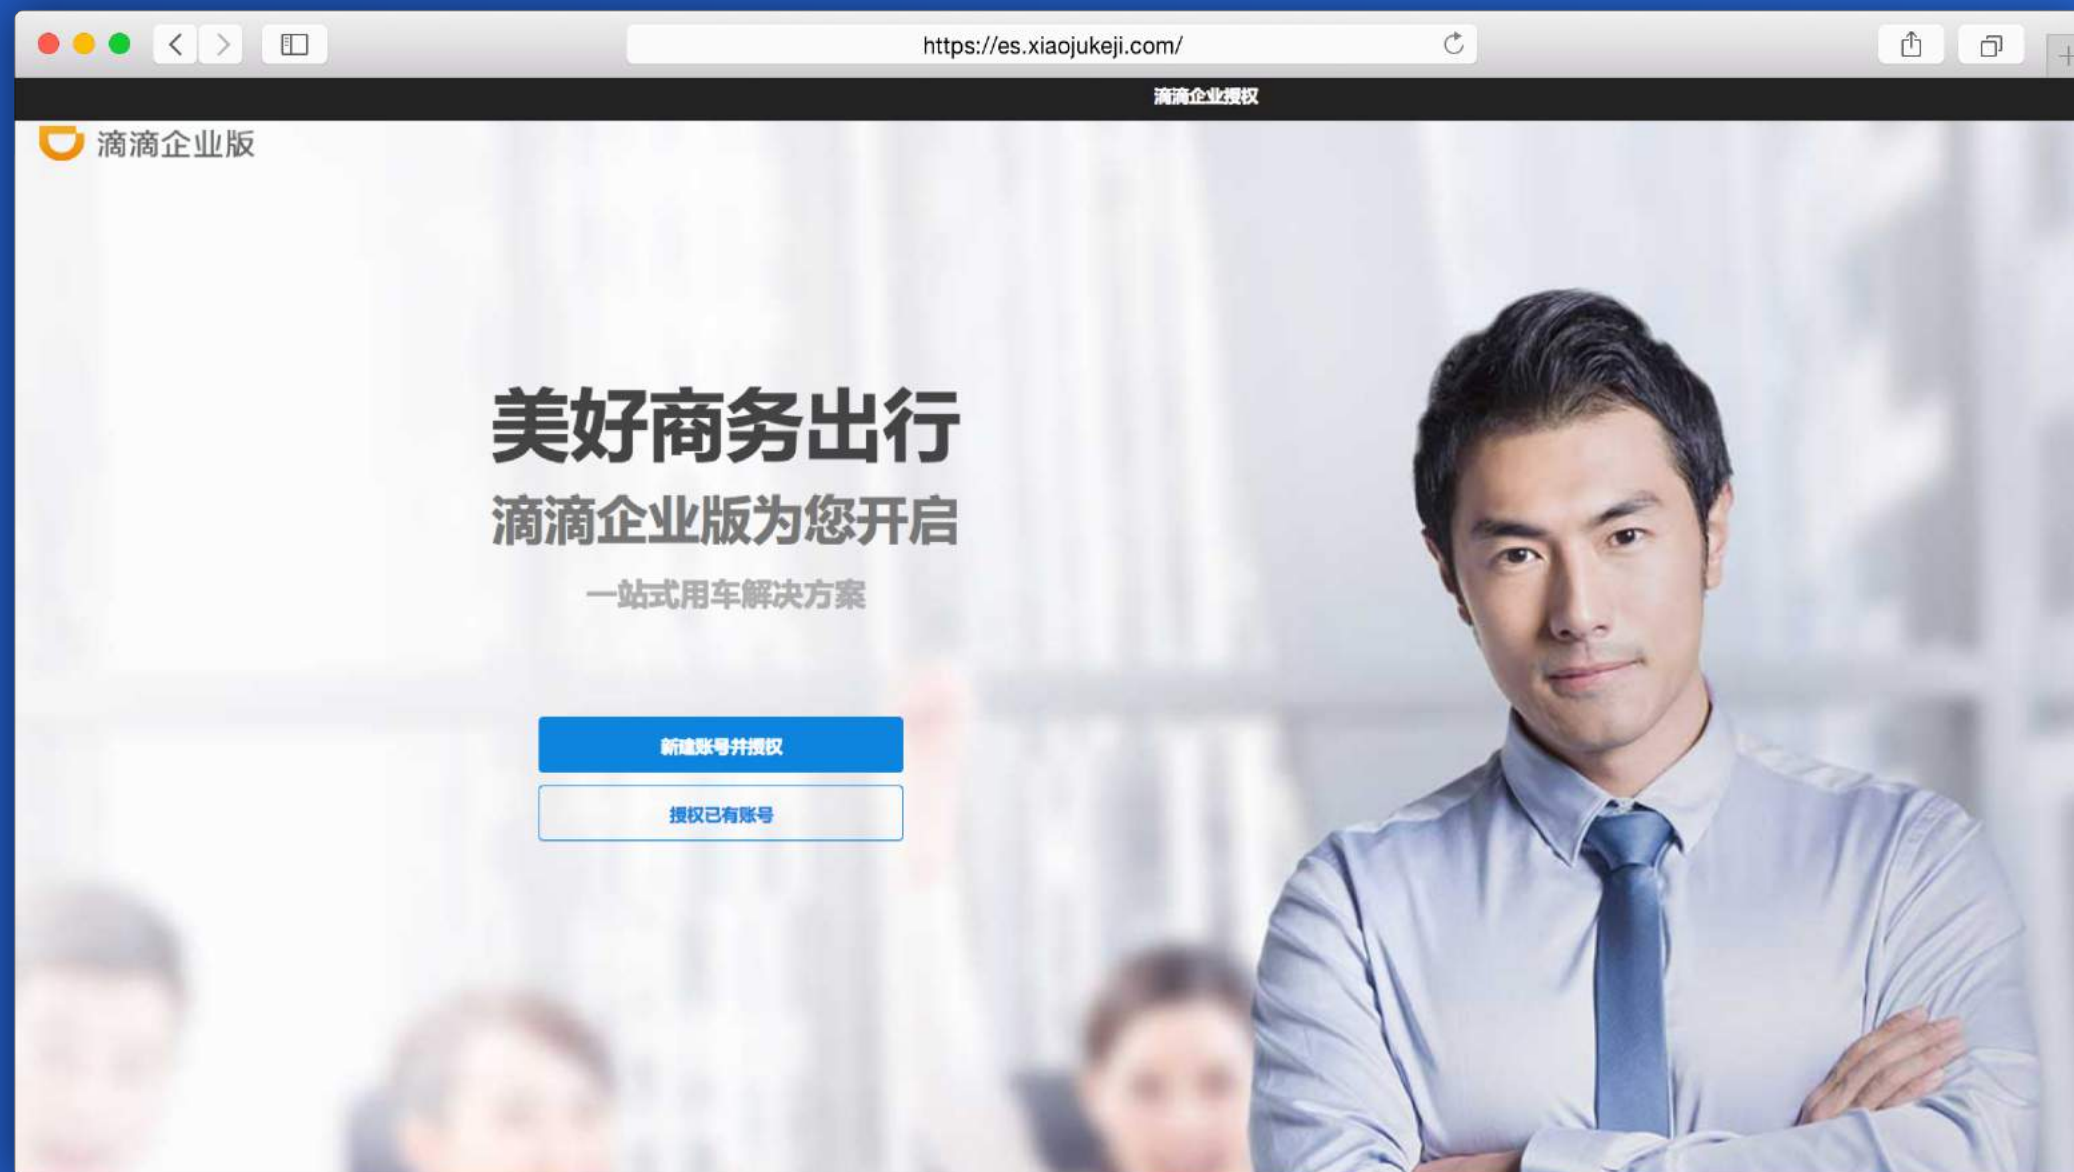 https://es.xiaojukeji.com/
滴滴企业授权
滴滴企业版
美好商务出行
滴滴企业版为您开启
一站式用车解决方案
新建账号并授权
授权已有账号